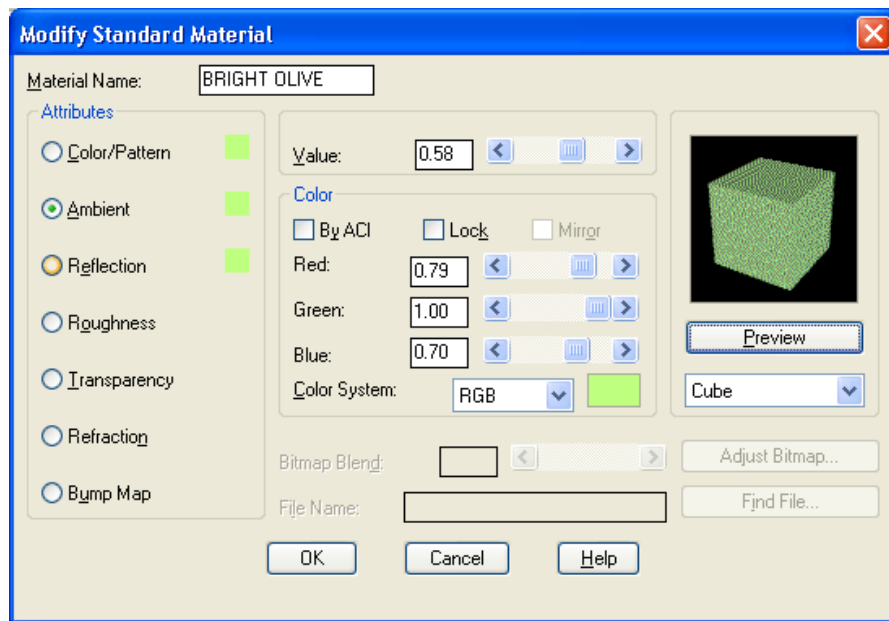 Modify Standard Material
Material Name: BRIGHT OLIVE
Attributes
Color/Pattern
Ambient
Reflection
Roughness
Transparency
Refraction
Bump Map
Value: 0.58
Color
By ACI Lock Mirror
Red: 0.79
Green: 1.00
Blue: 0.70
Color System: RGB
Preview
Cube
Bitmap Blend:
Adjust Bitmap...
File Name:
Find File...
OK Cancel Help